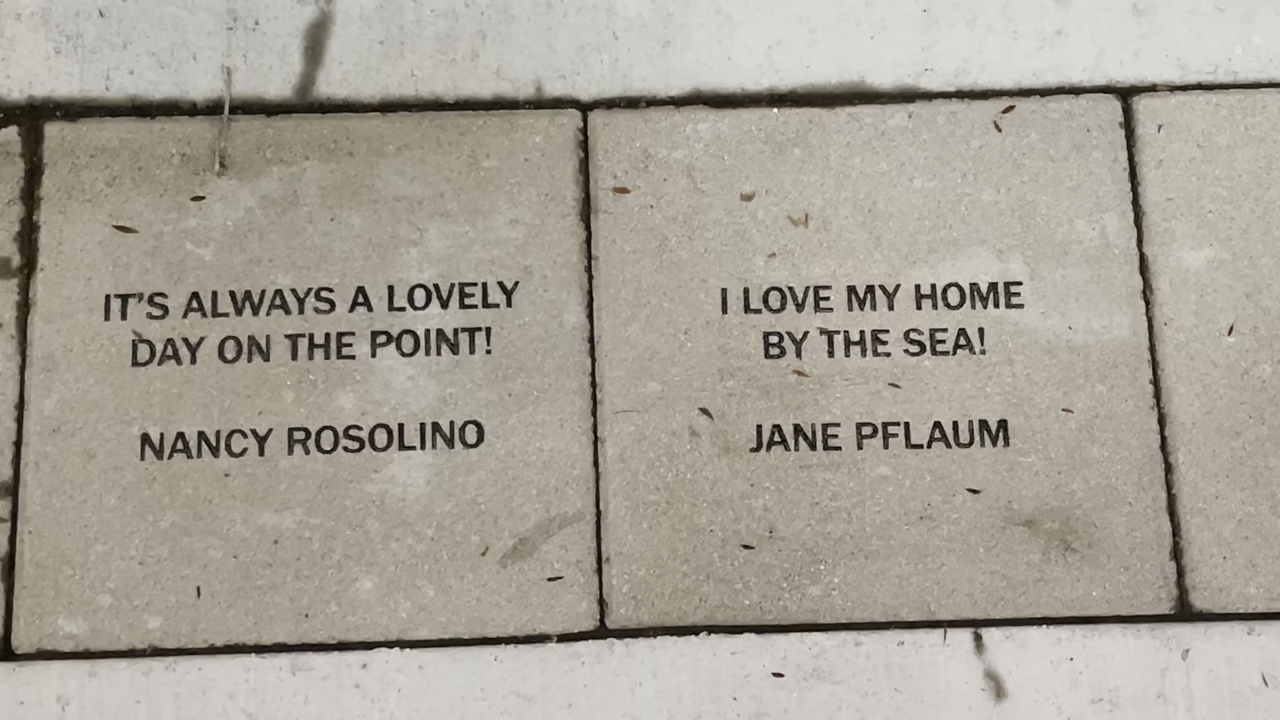 IT'S ALWAYS A LOVELY
DAY ON THE POINT!
NANCY ROSOLINO
I LOVE MY HOME
BY THE SEA!
JANE PFLAUM